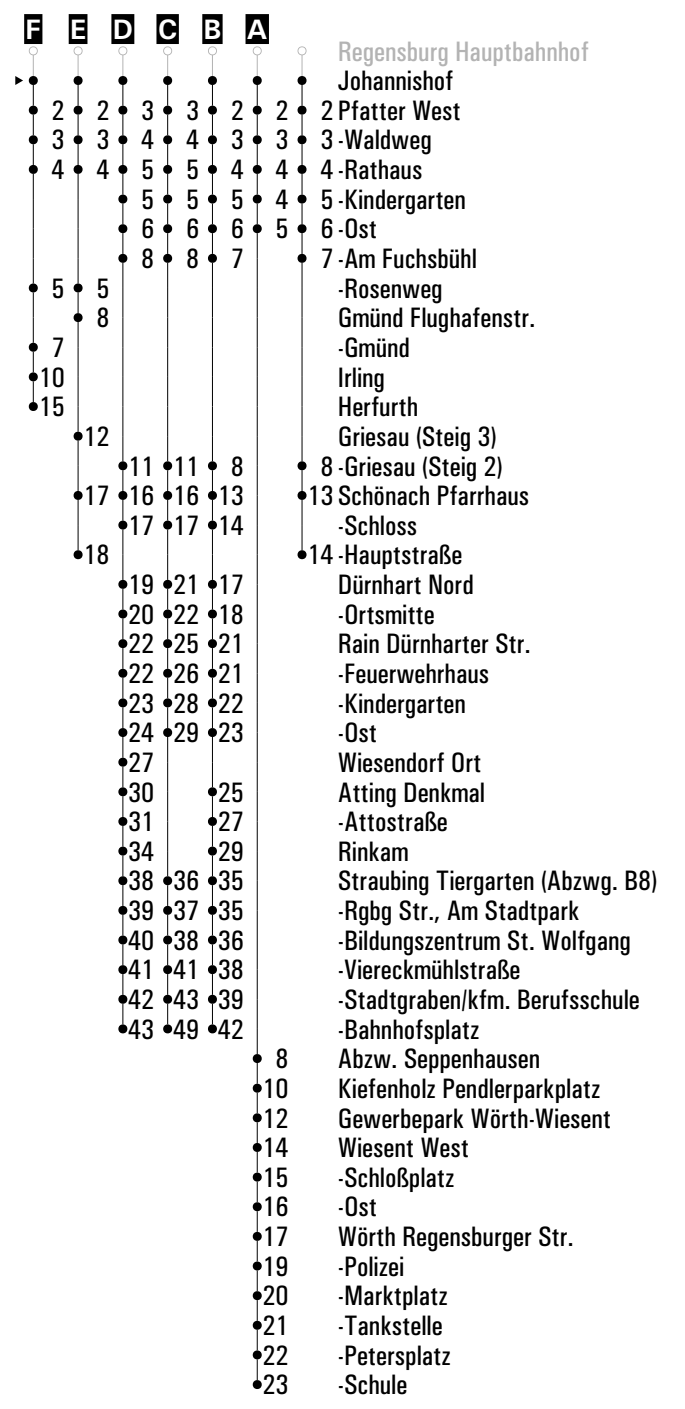 F E D C B A
Regensburg Hauptbahnhof
Johannishof
2 2 3 3 2 2 2 Pfatter West
3 3 4 4 3 3 3 -Waldweg
4 4 5 5 4 4 4 -Rathaus
5 5 5 4 5 -Kindergarten
6 6 6 5 6 -Ost
8 8 7 7 -Am Fuchsbühl
5 5 -Rosenweg
8 Gmünd Flughafenstr.
7 -Gmünd
10 Irling
15 Herfurth
12 Griesau (Steig 3)
11 11 8 8 -Griesau (Steig 2)
17 16 16 13 13 Schönach Pfarrhaus
17 17 14 -Schloss
18 14 -Hauptstraße
19 21 17 Dürnhart Nord
20 22 18 -Ortsmitte
22 25 21 Rain Dürnharter Str.
22 26 21 -Feuerwehrhaus
23 28 22 -Kindergarten
24 29 23 -Ost
27 Wiesendorf Ort
30 25 Atting Denkmal
31 27 -Attostraße
34 29 Rinkam
38 36 35 Straubing Tiergarten (Abzwg. B8)
39 37 35 -Rgbg Str., Am Stadtpark
40 38 36 -Bildungszentrum St. Wolfgang
41 41 38 -Viereckmühlstraße
42 43 39 -Stadtgraben/kfm. Berufsschule
43 49 42 -Bahnhofsplatz
8 Abzw. Seppenhausen
10 Kiefenholz Pendlerparkplatz
12 Gewerbepark Wörth-Wiesent
14 Wiesent West
15 -Schloßplatz
16 -Ost
17 Wörth Regensburger Str.
19 -Polizei
20 -Marktplatz
21 -Tankstelle
22 -Petersplatz
23 -Schule